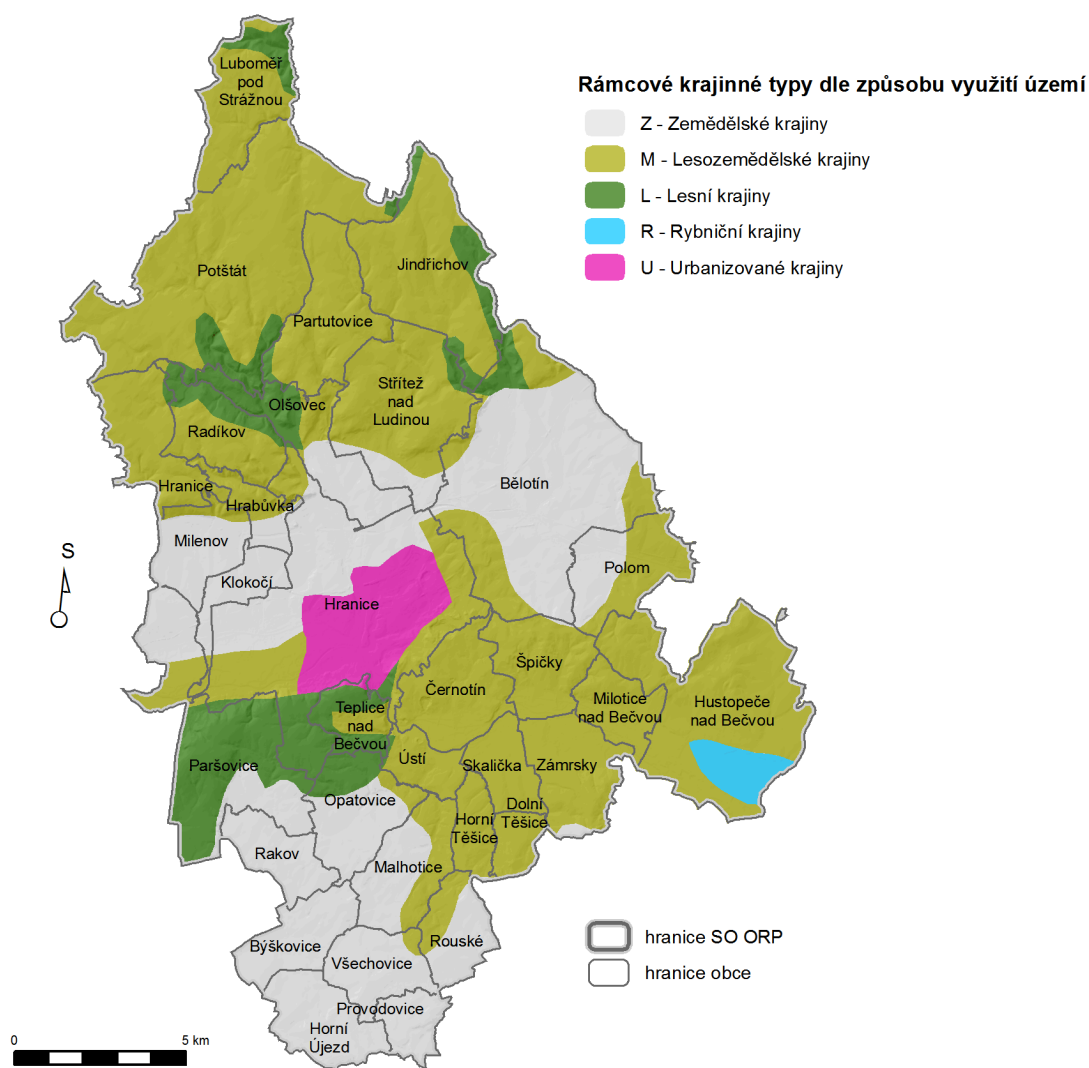 Rámcové krajinné typy dle způsobu využití území
Z - Zemědělské krajiny
M - Lesozemědělské krajiny
L - Lesní krajiny
R - Rybniční krajiny
U - Urbanizované krajiny
Luboměř
pod
Strážnou
Potštát
Jindřichov
Partutovice
Střítež
nad
Ludinou
Olšovec
Radíkov
Hranice
Hrabůvka
Bělotín
Milenov
Klokočí
Polom
Hranice
S
Špičky
Černotín
Milotice
nad Bečvou
Hustopeče
nad Bečvou
Teplice
nad
Bečvou
Ústí
Skalička
Zámrsky
Paršovice
Opatovice
Dolní
Těšice
Horní
Těšice
Rakov
Malhotice
Rouské
Býškovice
Všechovice
Provodovice
Horní
Újezd
hranice SO ORP
hranice obce
0 5 km